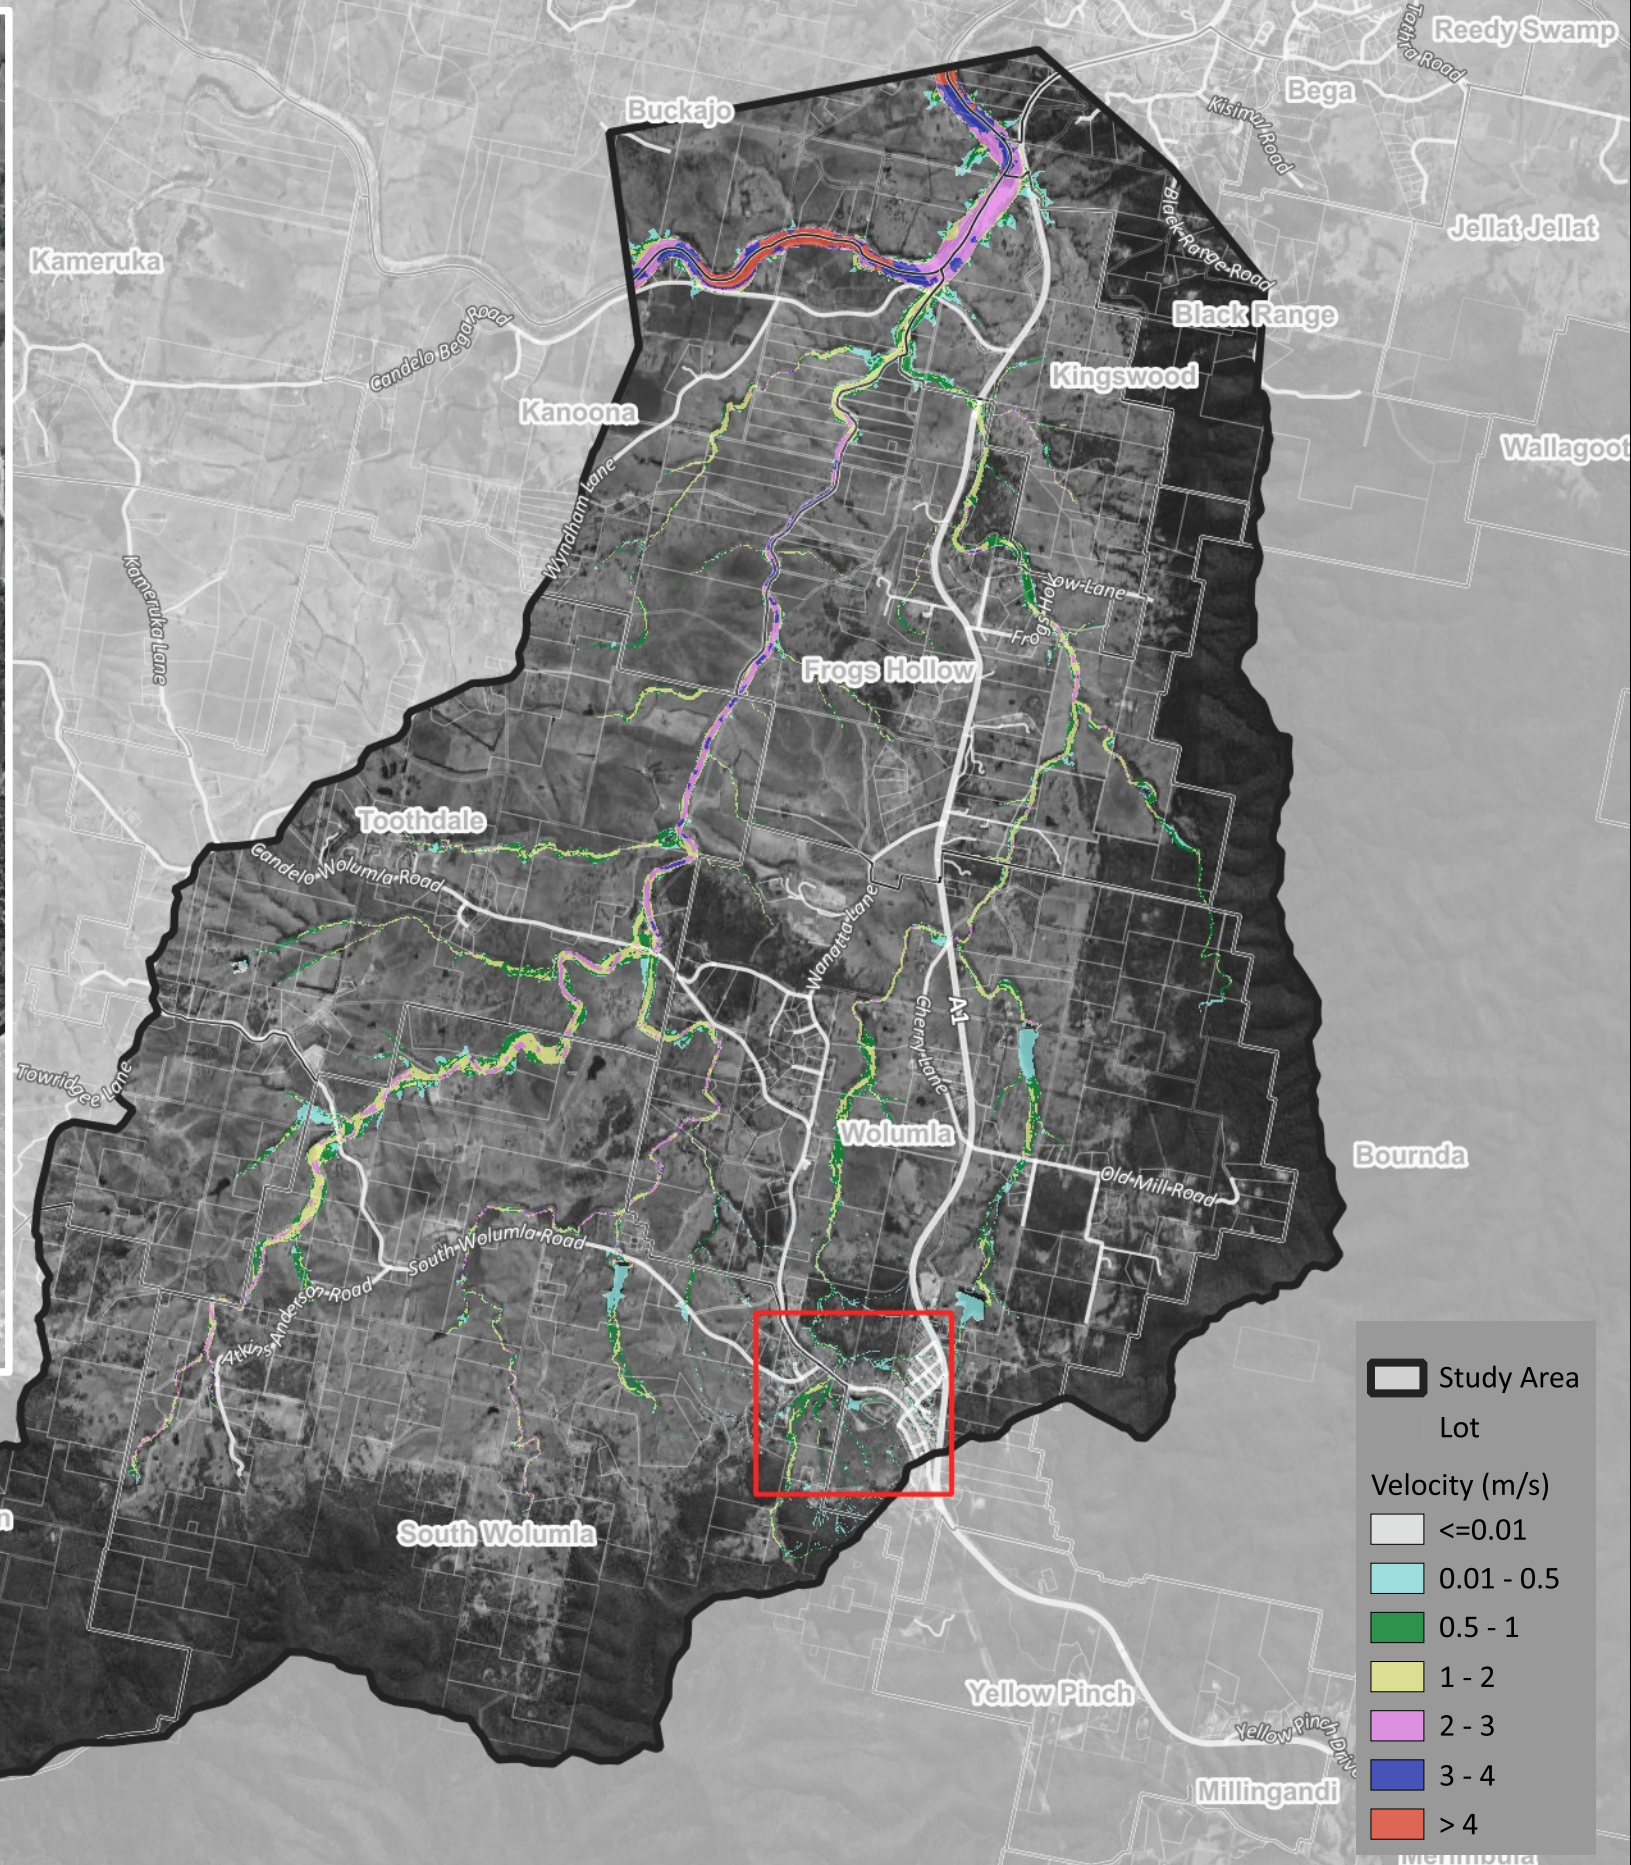 Reedy Swamp
Tathra Road
Bega
Buckajo
Kisimul Road
Black Range Road
Jellat Jellat
Kameruka
Black Range
Candelo Bega Road
Kingswood
Kanoona
Wallagoot
Wyndham Lane
Kameruka Lane
Frogs Hollow Lane
Frogs Hollow
Toothdale
Candelo Wolumla Road
Wanatta Lane
Cherry Lane
A1
Towridgee Lane
Wolumla
Bournda
Old Mill Road
South Wolumla Road
Atkins Anderson Road
South Wolumla
n
Yellow Pinch
Yellow Pinch Drive
Millingandi
Merimbula
Study Area
Lot
Velocity (m/s)
<=0.01
0.01 - 0.5
0.5 - 1
1 - 2
2 - 3
3 - 4
> 4